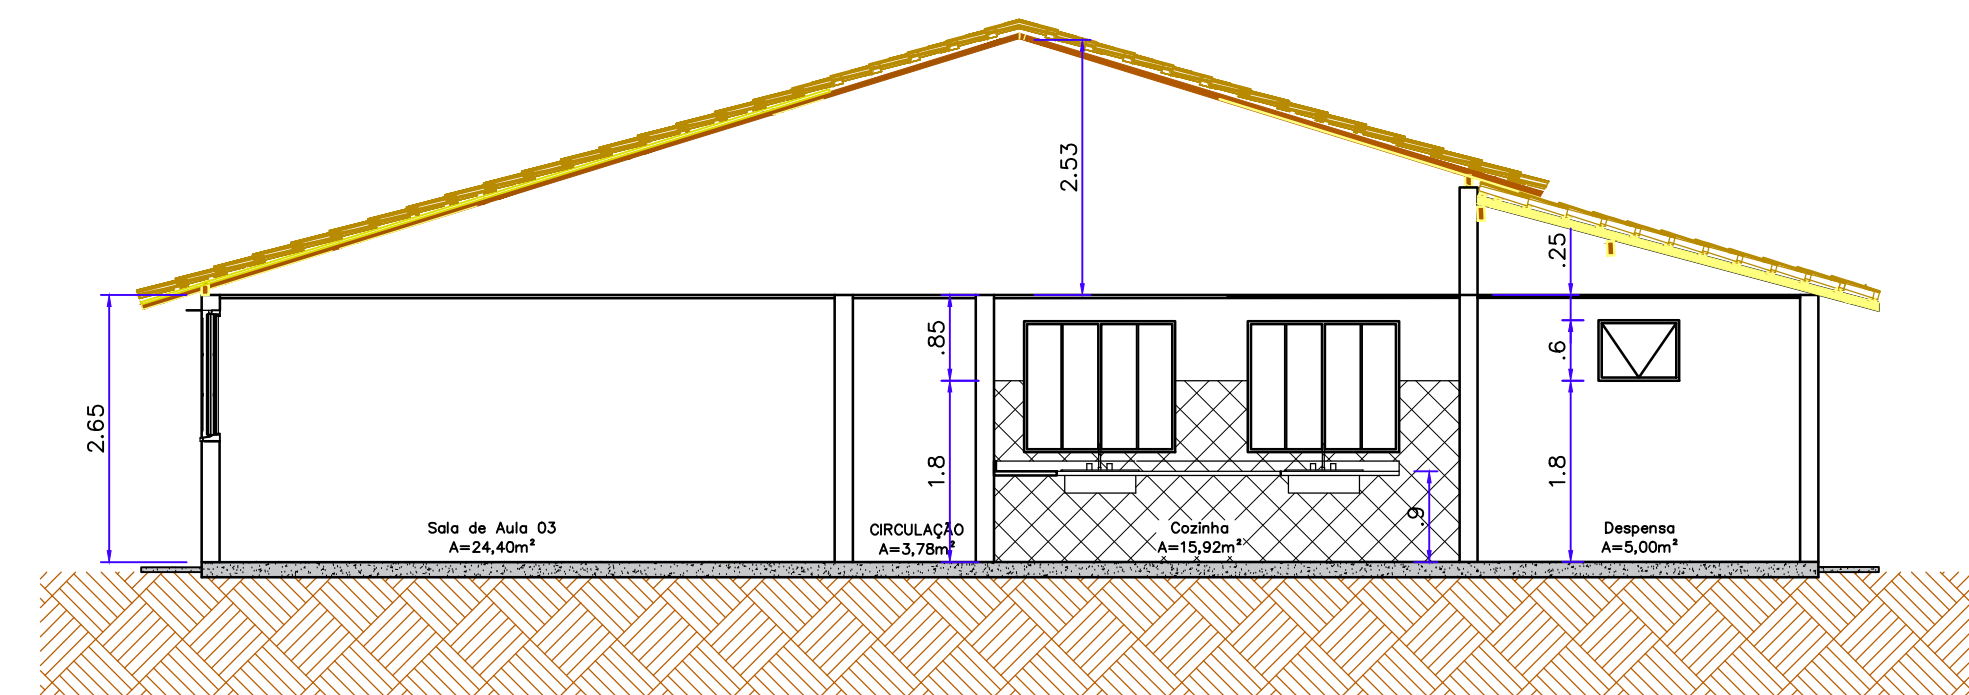 2.53
.25
2.65
.85
.6
1.8
1.8
.9
Sala de Aula 03
A=24,40m²
CIRCULAÇÃO
A=3,78m²
Cozinha
A=15,92m²
Despensa
A=5,00m²